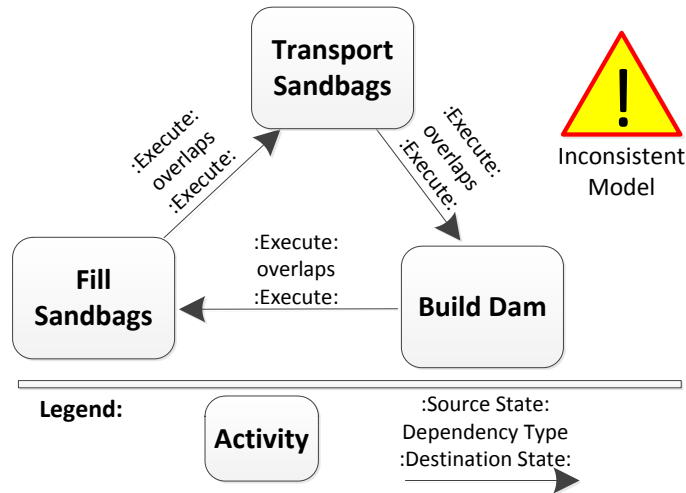 Transport
Sandbags
!
Inconsistent
Model
:Execute:
overlaps
:Execute:
:Execute:
overlaps
:Execute:
:Execute:
overlaps
:Execute:
Fill
Sandbags
Build Dam
Legend:
Activity
:Source State:
Dependency Type
:Destination State: